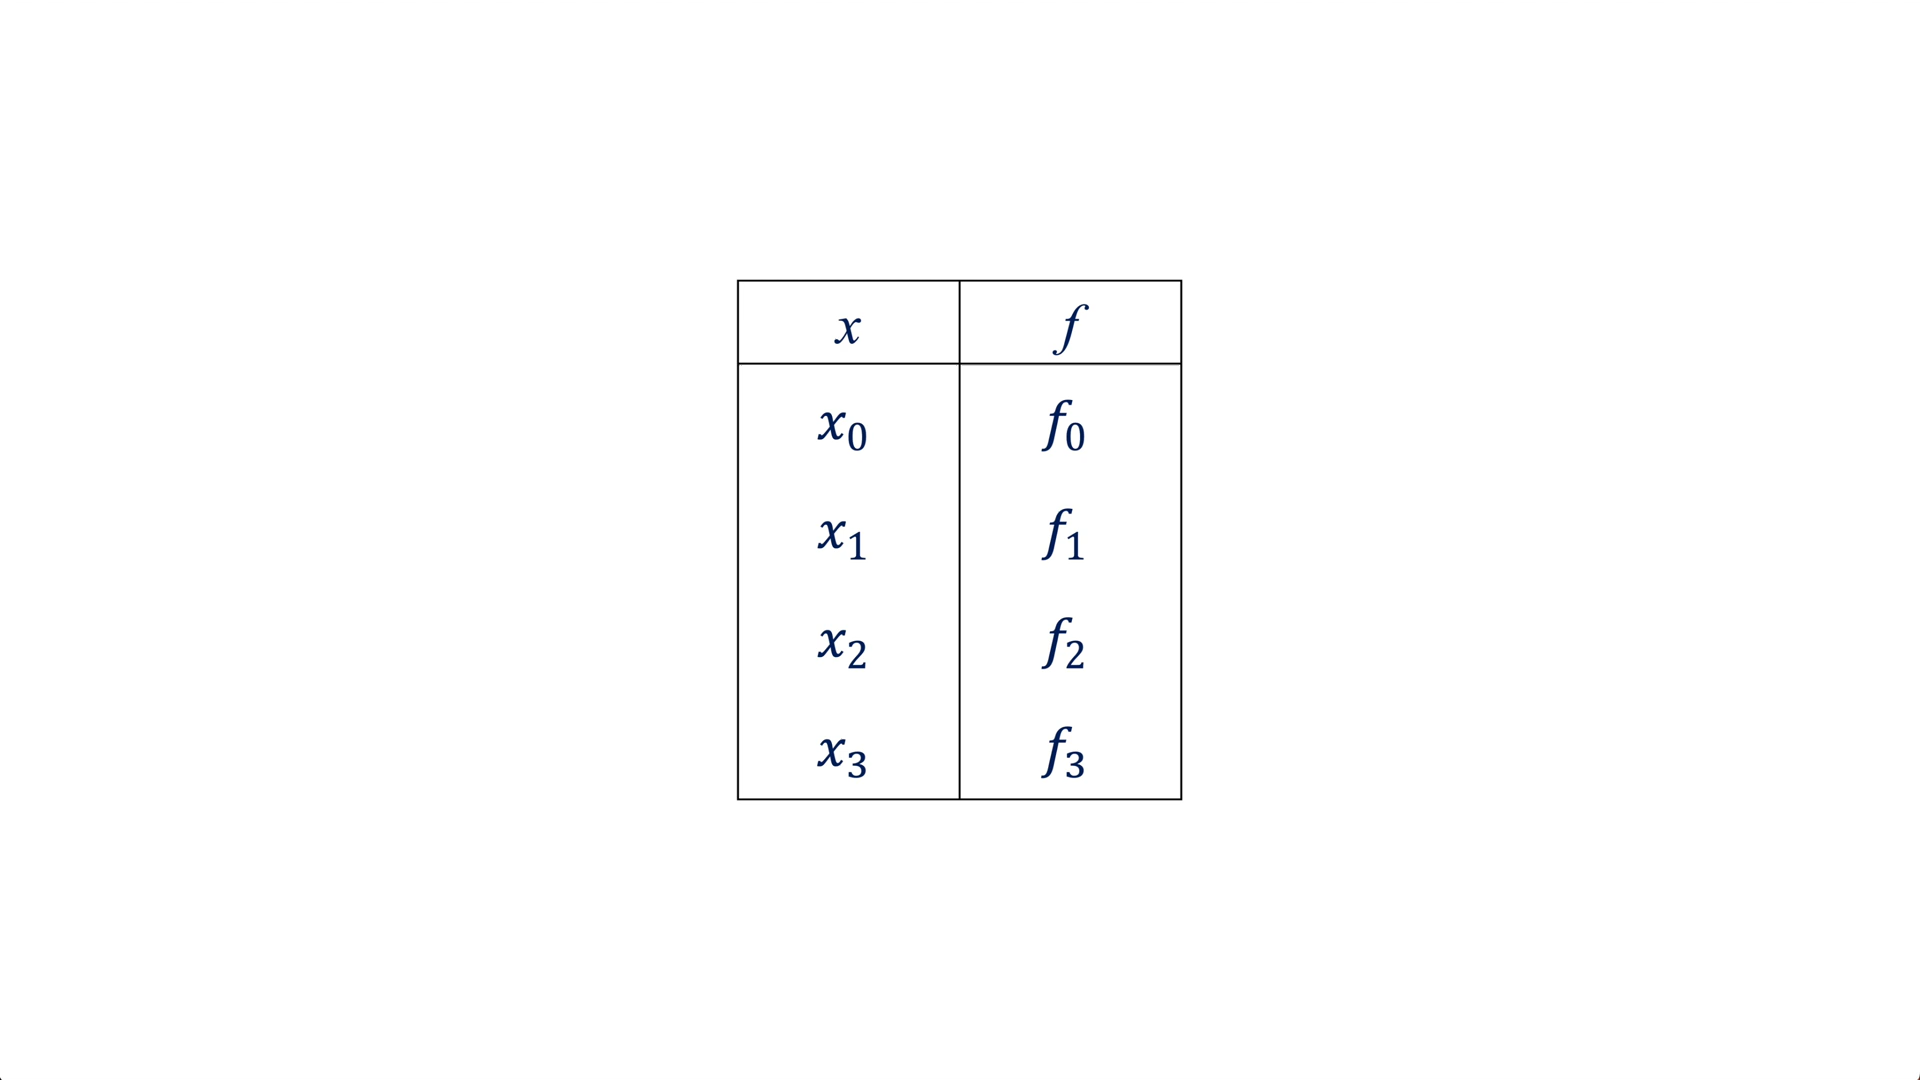 x f
x₀ f₀
x₁ f₁
x₂ f₂
x₃ f₃